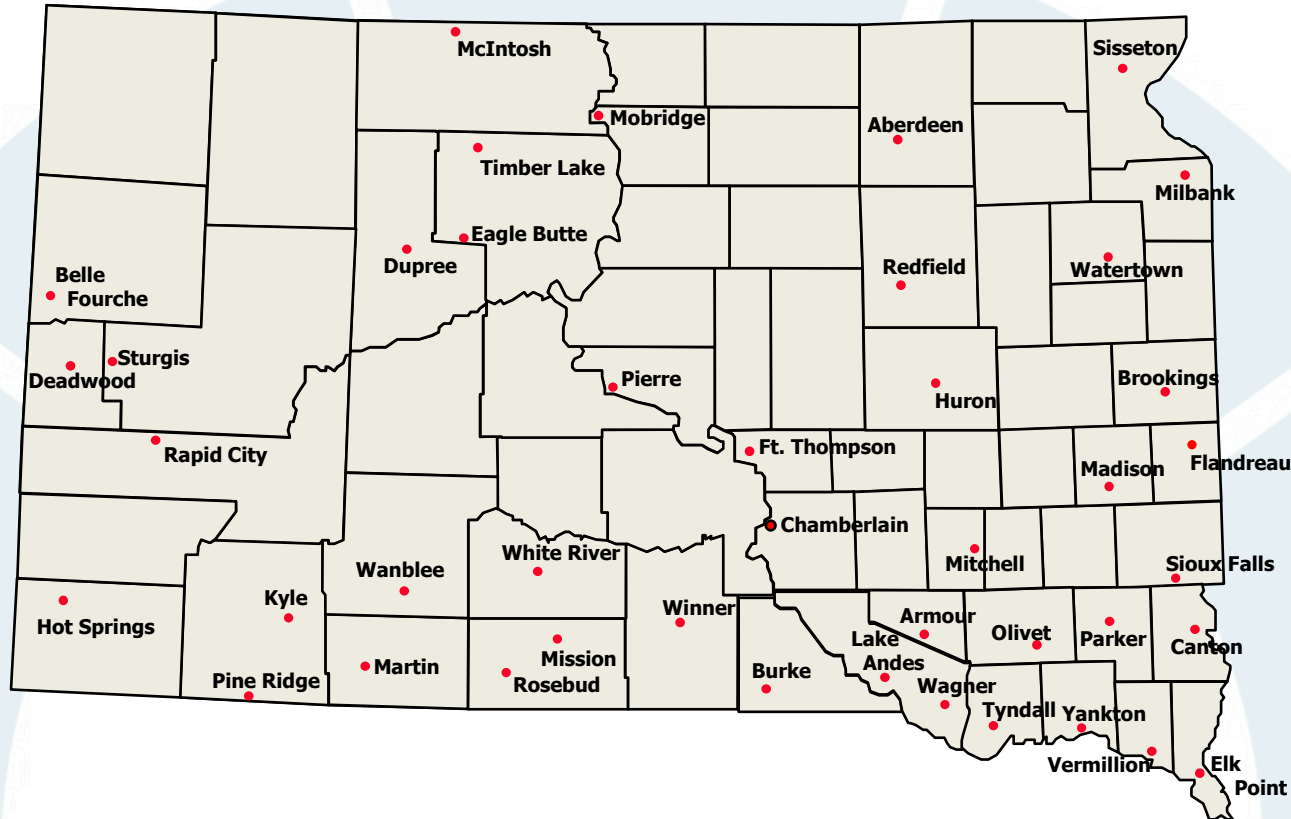 McIntosh
Sisseton
Mobridge
Aberdeen
Timber Lake
Milbank
Eagle Butte
Dupree
Redfield
Watertown
Belle
Fourche
Sturgis
Deadwood
Pierre
Brookings
Huron
Rapid City
Ft. Thompson
Madison
Flandreau
Chamberlain
White River
Mitchell
Sioux Falls
Wanblee
Kyle
Winner
Armour
Hot Springs
Olivet
Parker
Lake
Andes
Canton
Mission
Martin
Burke
Pine Ridge
Rosebud
Wagner
Tyndall
Yankton
Vermillion
Elk
Point